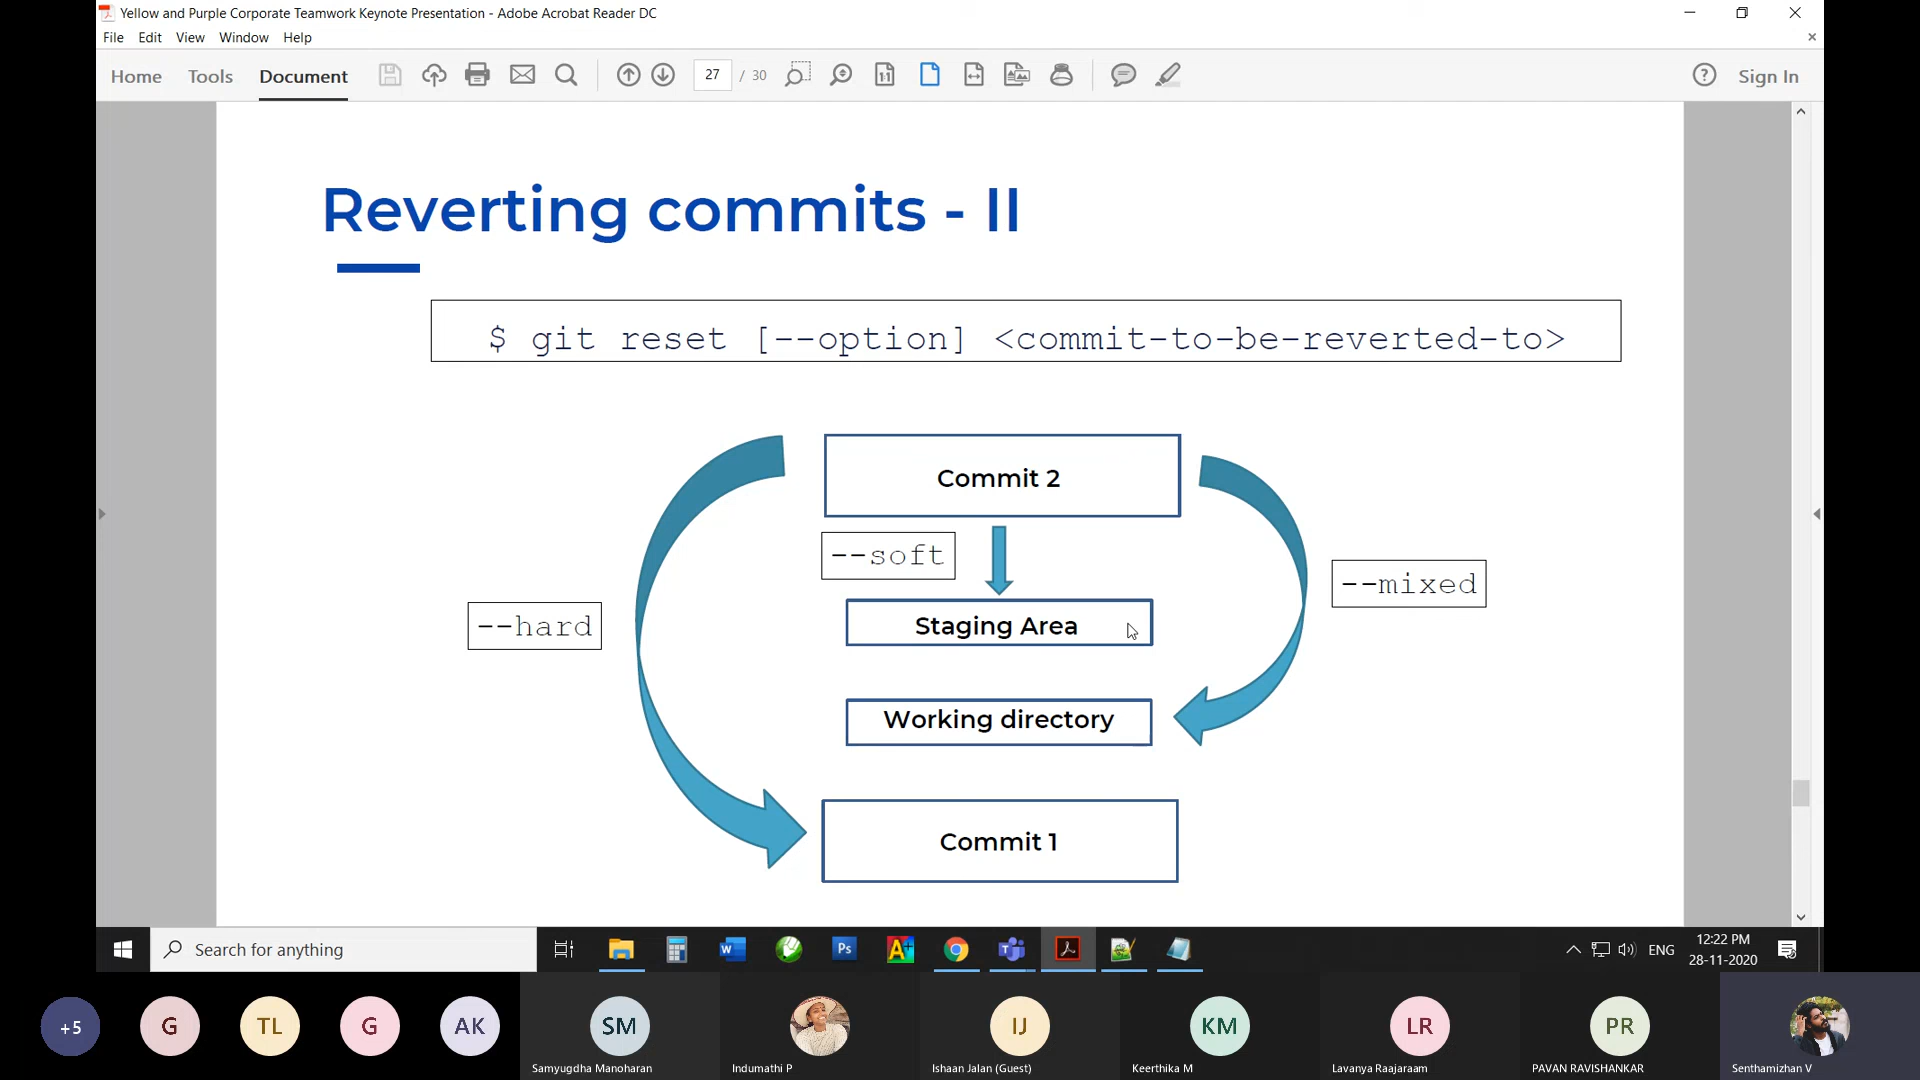 Yellow and Purple Corporate Teamwork Keynote Presentation - Adobe Acrobat Reader DC
File Edit View Window Help
Home Tools Document 27 / 30 Sign In
Reverting commits - II
$ git reset [--option] <commit-to-be-reverted-to>
Commit 2
--soft
--mixed
--hard
Staging Area
Working directory
Commit 1
Search for anything
ENG
12:22 PM
28-11-2020
+5 G TL G AK SM IJ KM LR PR
Samyugdha Manoharan Indumathi P Ishaan Jalan (Guest) Keerthika M Lavanya Raajaraam PAVAN RAVISHANKAR Senthamizhan V